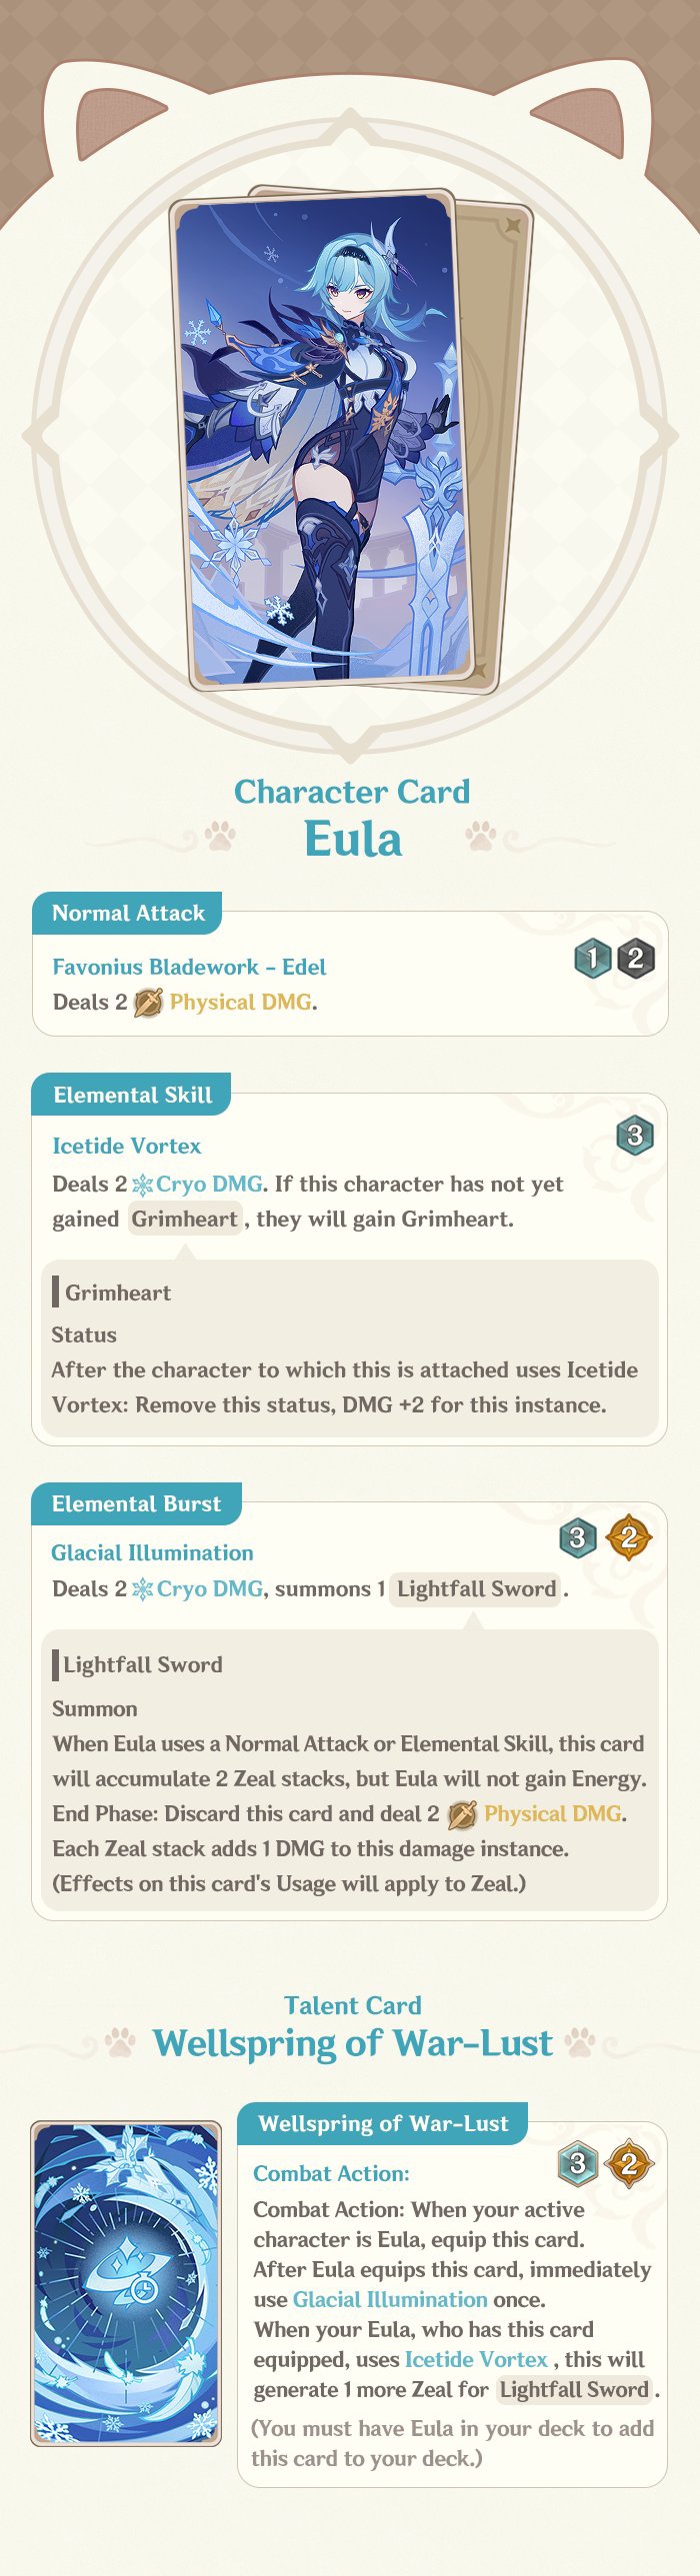 Character Card
Eula
Normal Attack
1 2
Favonius Bladework - Edel
Deals 2 Physical DMG.
Elemental Skill
3
Icetide Vortex
Deals 2 Cryo DMG. If this character has not yet
gained Grimheart, they will gain Grimheart.
Grimheart
Status
After the character to which this is attached uses Icetide
Vortex: Remove this status, DMG +2 for this instance.
Elemental Burst
3 2
Glacial Illumination
Deals 2 Cryo DMG, summons 1 Lightfall Sword.
Lightfall Sword
Summon
When Eula uses a Normal Attack or Elemental Skill, this card
will accumulate 2 Zeal stacks, but Eula will not gain Energy.
End Phase: Discard this card and deal 2 Physical DMG.
Each Zeal stack adds 1 DMG to this damage instance.
(Effects on this card's Usage will apply to Zeal.)
Talent Card
Wellspring of War-Lust
Wellspring of War-Lust
3 2
Combat Action:
Combat Action: When your active
character is Eula, equip this card.
After Eula equips this card, immediately
use Glacial Illumination once.
When your Eula, who has this card
equipped, uses Icetide Vortex , this will
generate 1 more Zeal for Lightfall Sword.
(You must have Eula in your deck to add
this card to your deck.)